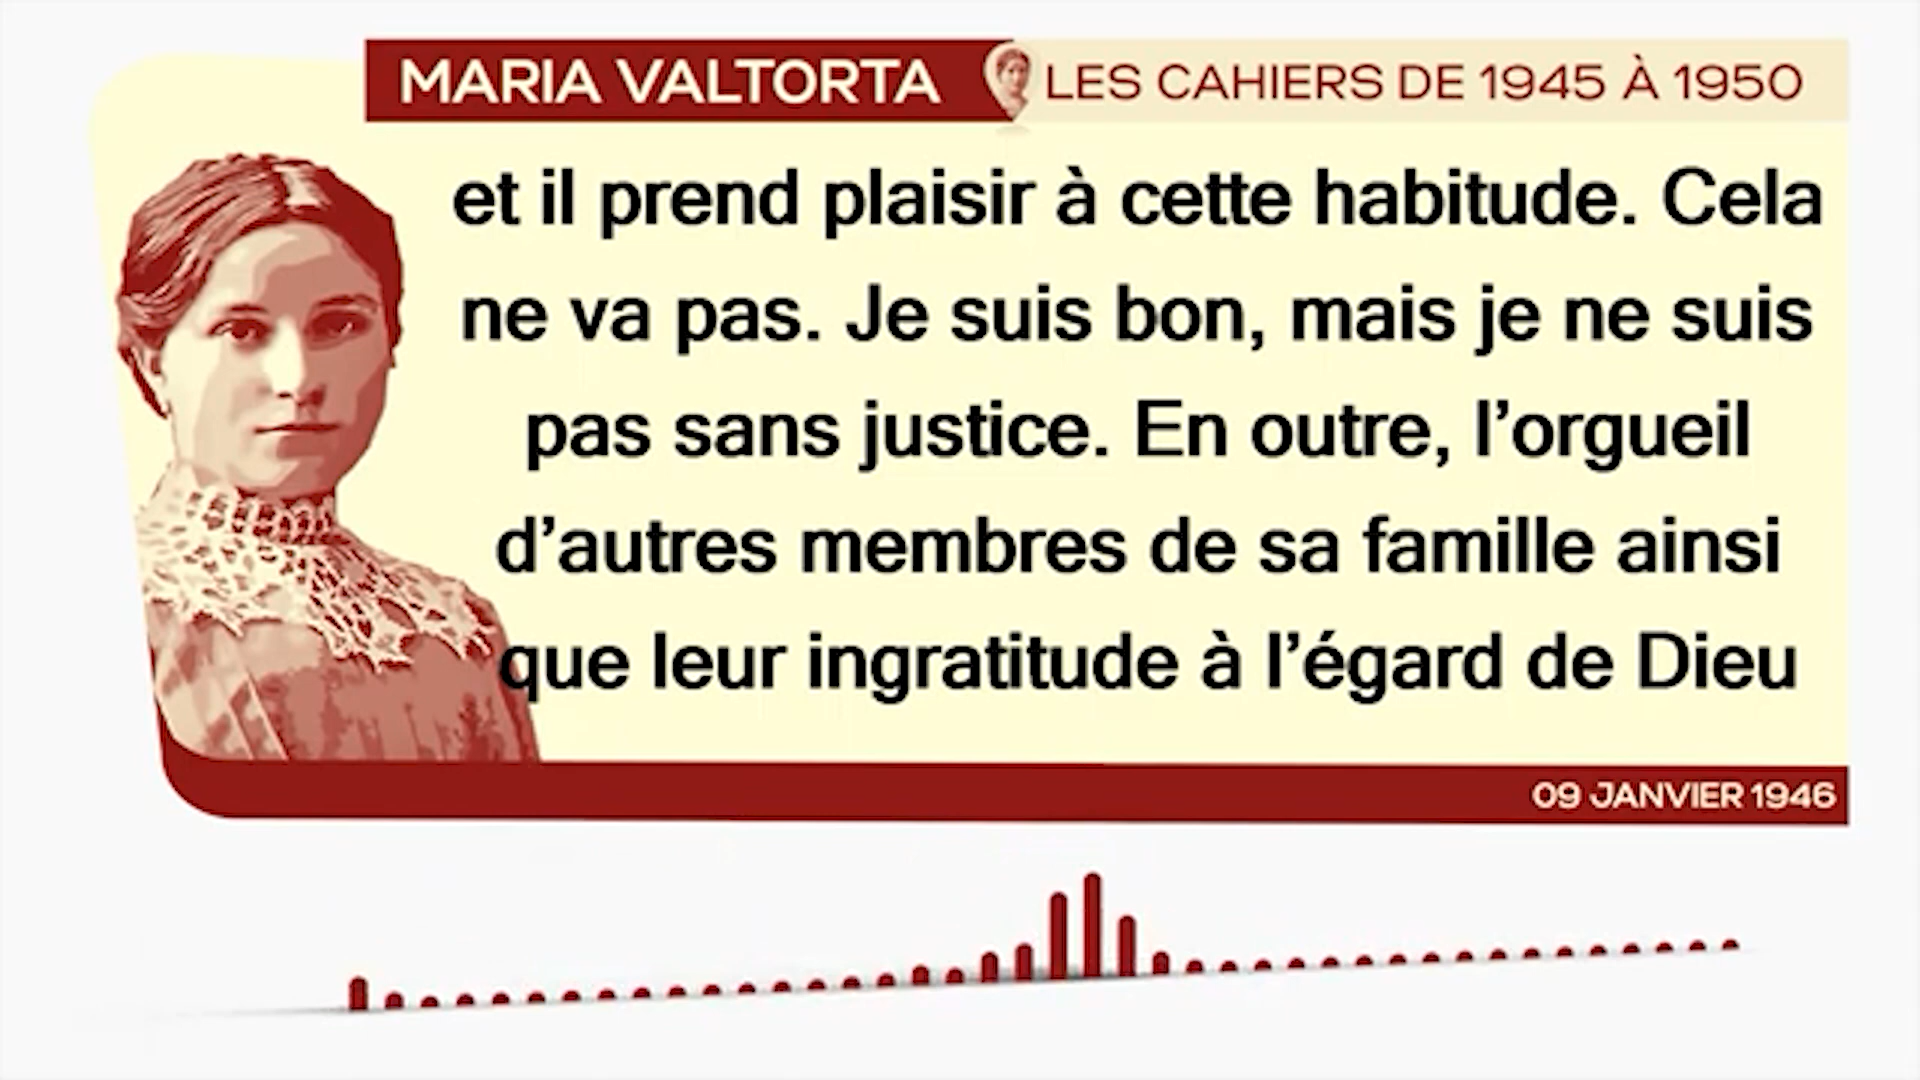 MARIA VALTORTA LES CAHIERS DE 1945 À 1950
et il prend plaisir à cette habitude. Cela
ne va pas. Je suis bon, mais je ne suis
pas sans justice. En outre, l’orgueil
d’autres membres de sa famille ainsi
que leur ingratitude à l’égard de Dieu
09 JANVIER 1946